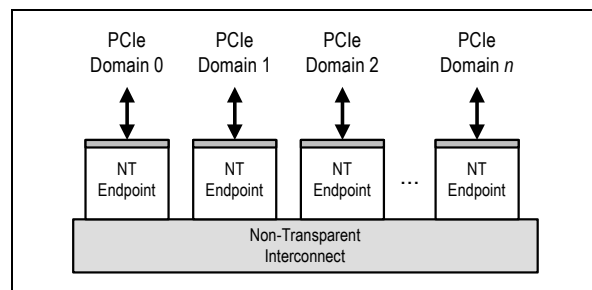 PCIe PCIe PCIe PCIe
Domain 0 Domain 1 Domain 2 Domain n
NT NT NT NT
Endpoint Endpoint Endpoint ... Endpoint
Non-Transparent
Interconnect